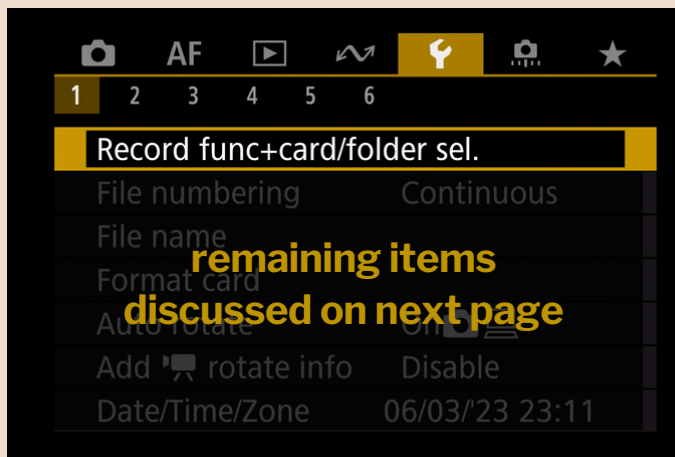 AF
1 2 3 4 5 6
Record func+card/folder sel.
File numbering Continuous
File name
remaining items
Format card
discussed on next page
Auto rotate On
Add rotate info Disable
Date/Time/Zone 06/03/'23 23:11